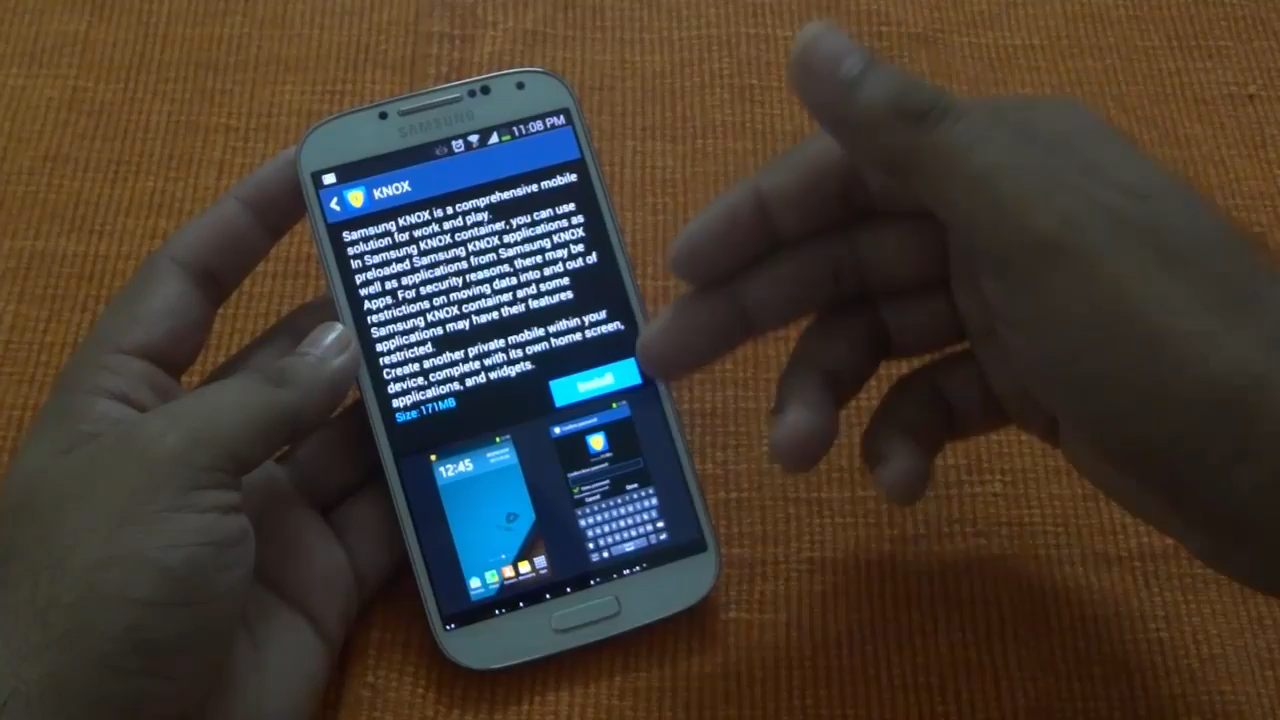 SAMSUNG
11:08 PM
KNOX
Samsung KNOX is a comprehensive mobile
solution for work and play.
In Samsung KNOX container, you can use
preloaded Samsung KNOX applications as
well as applications from Samsung KNOX
Apps. For security reasons, there may be
restrictions on moving data into and out of
Samsung KNOX container and some
applications may have their features
restricted.
Create another private mobile within your
device, complete with its own home screen,
applications, and widgets.
Size:171MB
Install
12:45
Confirm password
Cancel